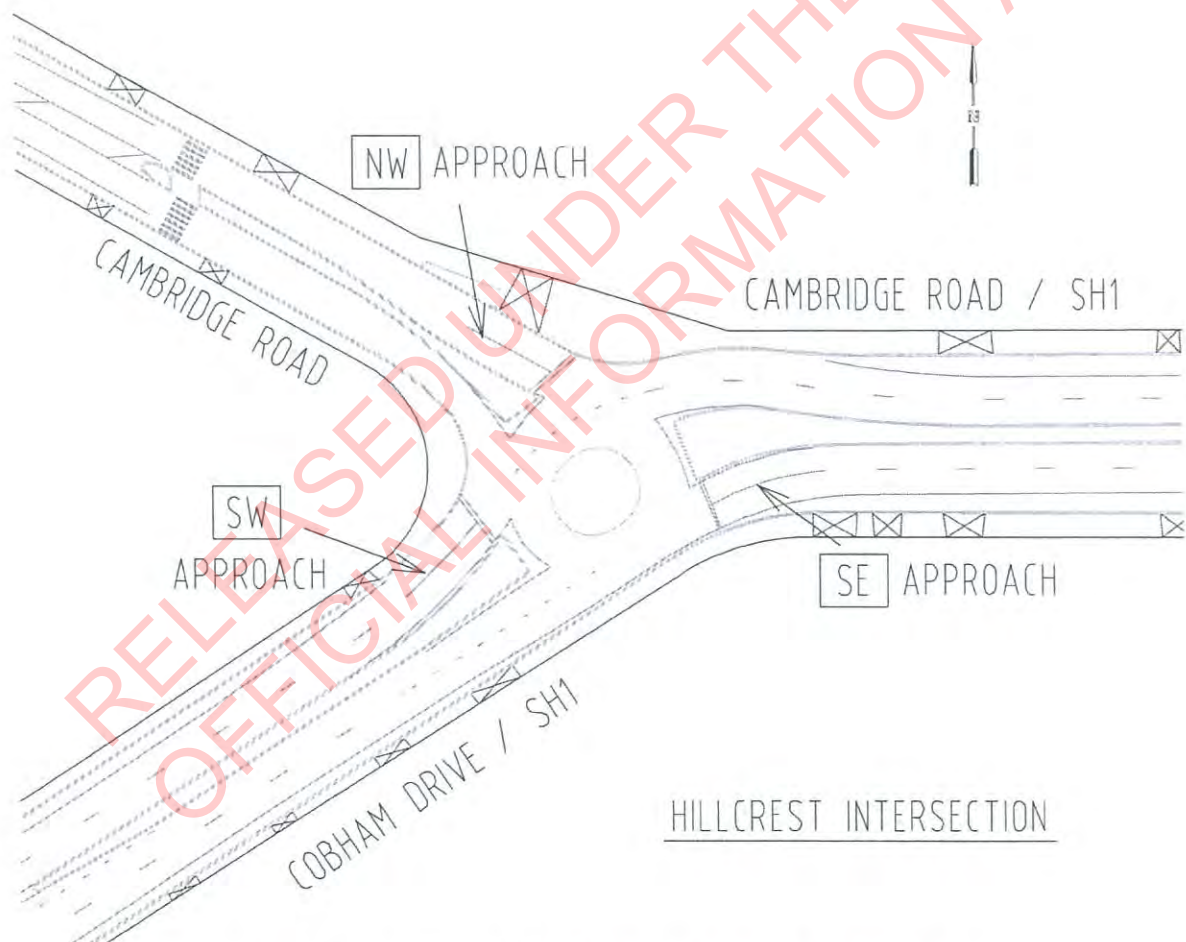 RELEASED UNDER THE
OFFICIAL INFORMATION A
NW APPROACH
CAMBRIDGE ROAD
CAMBRIDGE ROAD / SH1
SW
APPROACH
SE APPROACH
COBHAM DRIVE / SH1
HILLCREST INTERSECTION